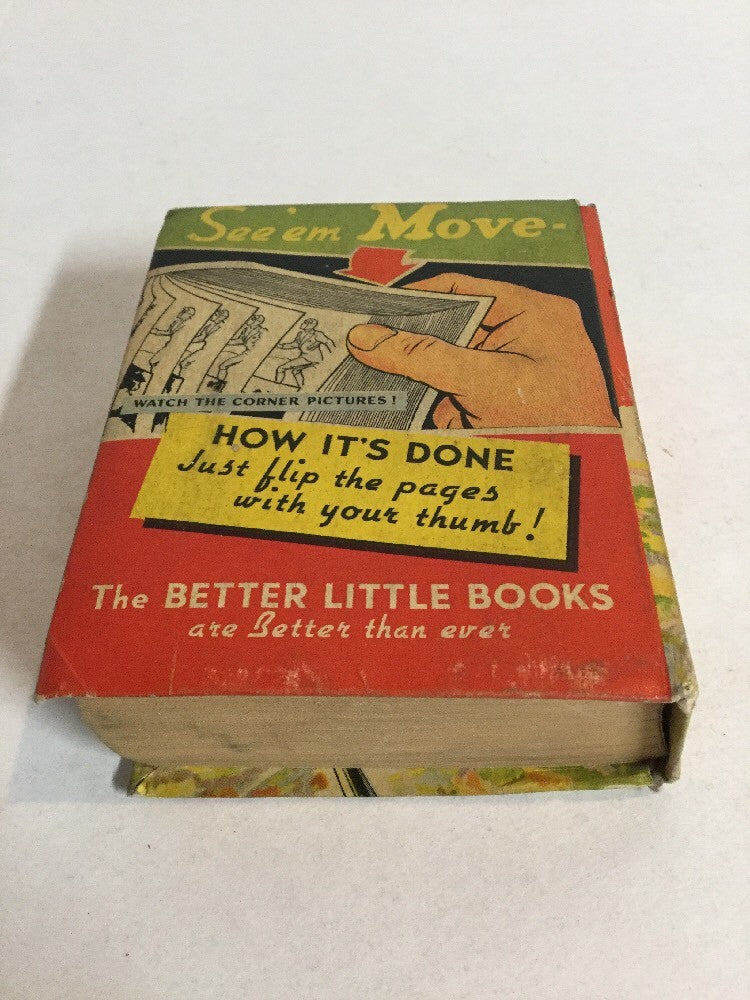 See 'em Move-
WATCH THE CORNER PICTURES!
HOW IT'S DONE
Just flip the pages
with your thumb!
The BETTER LITTLE BOOKS
are Better than ever